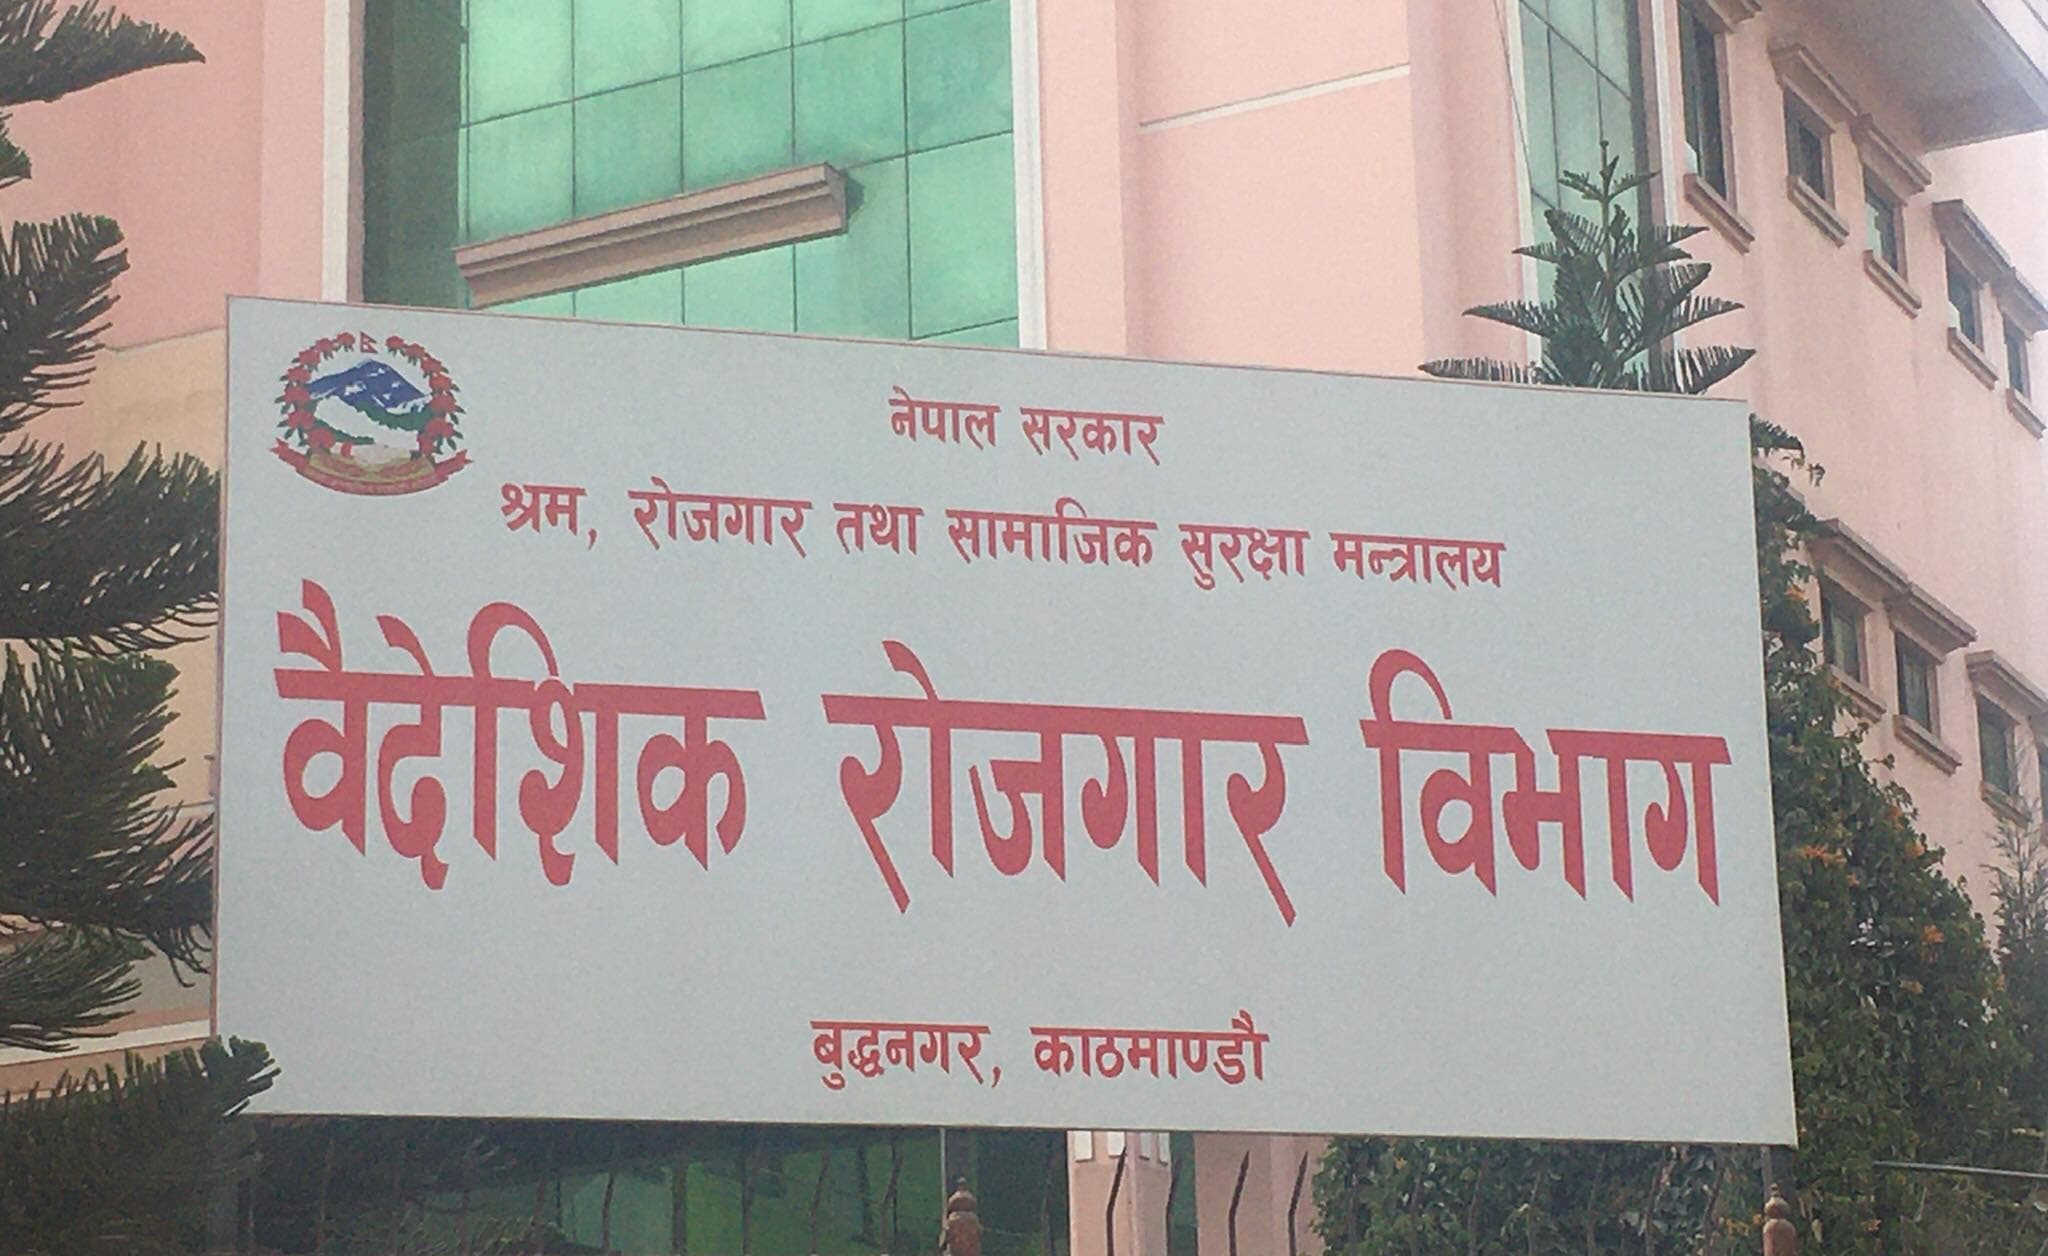 नेपाल सरकार
श्रम, रोजगार तथा सामाजिक सुरक्षा मन्त्रालय
वैदेशिक रोजगार विभाग
बुद्धनगर, काठमाण्डौ